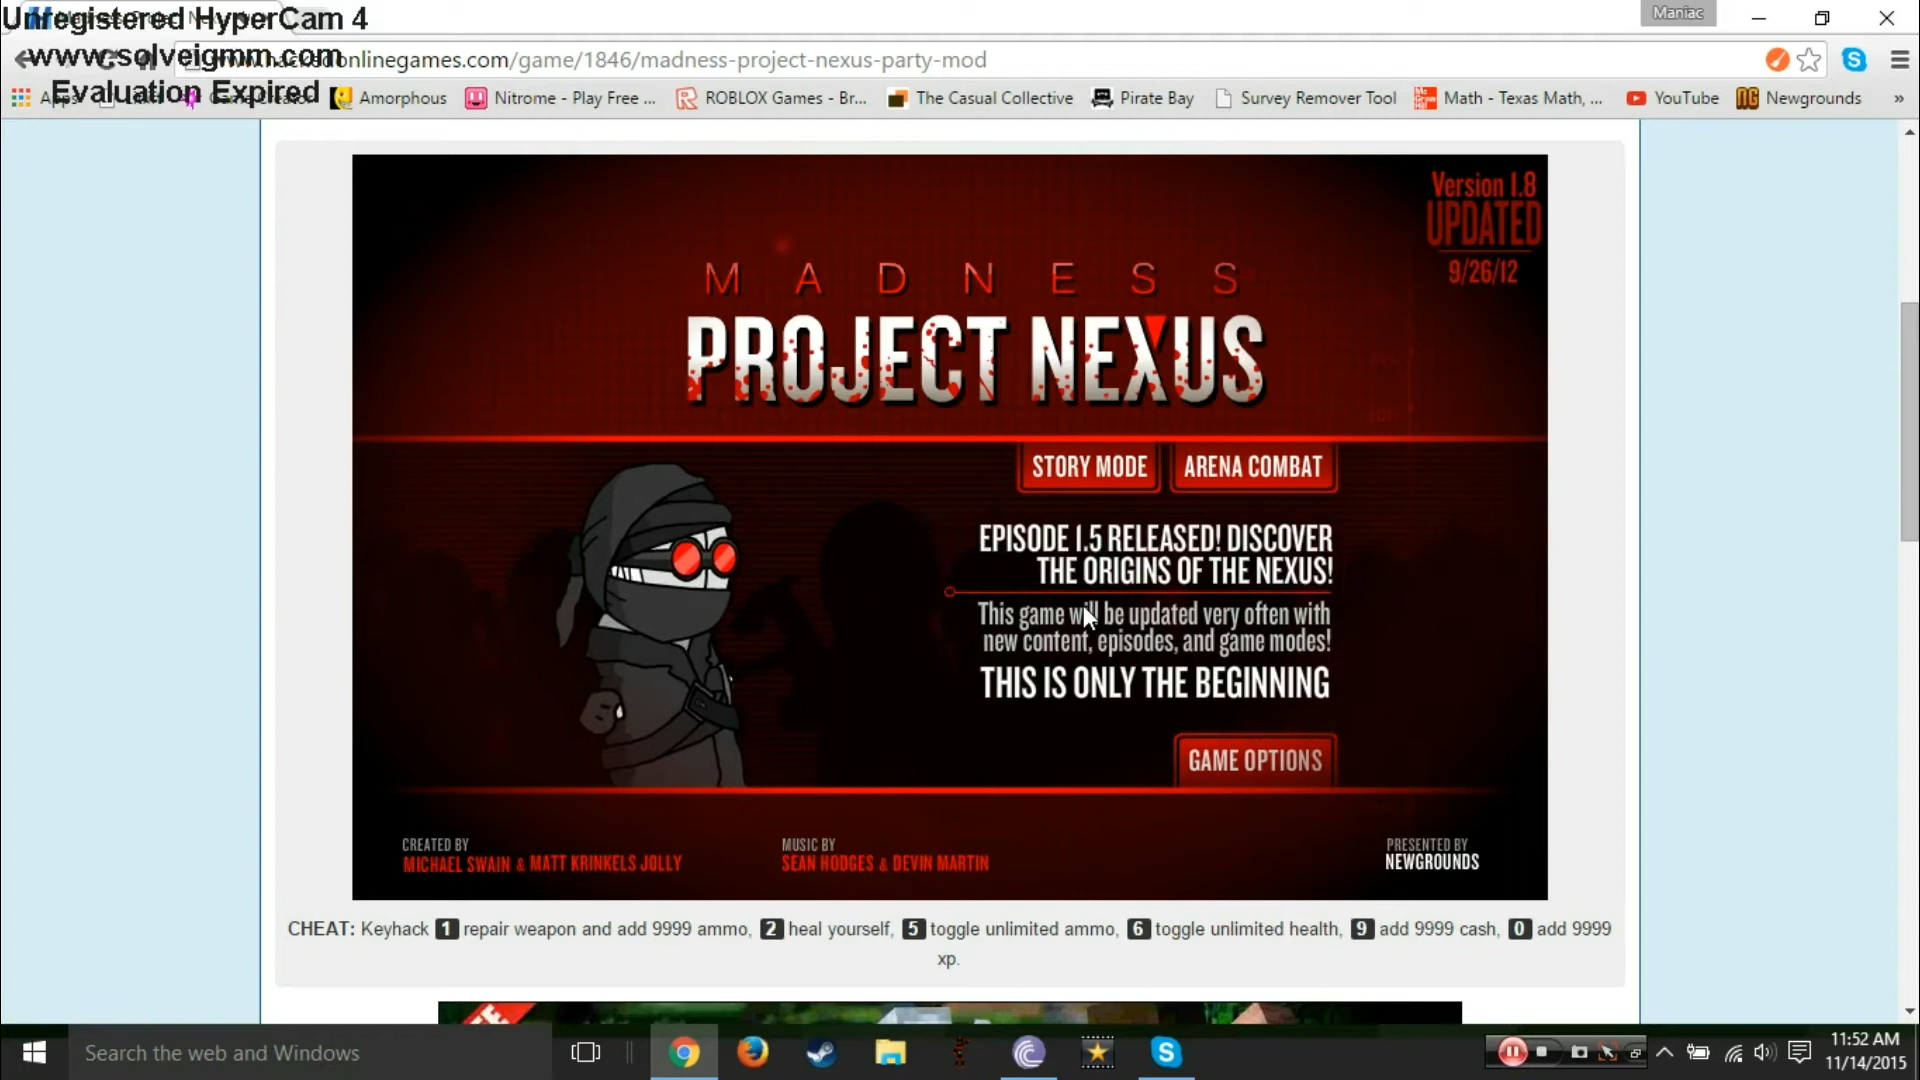 Unregistered HyperCam 4
www.solveigmm.com
Evaluation Expired
Maniac
hackedonlinegames.com/game/1846/madness-project-nexus-party-mod
Apps
Game Creator
Amorphous
Nitrome - Play Free ...
ROBLOX Games - Br...
The Casual Collective
Pirate Bay
Survey Remover Tool
Math - Texas Math, ...
YouTube
Newgrounds
»
Version 1.8
UPDATED
9/26/12
MADNESS
PROJECT NEXUS
STORY MODE
ARENA COMBAT
EPISODE 1.5 RELEASED! DISCOVER
THE ORIGINS OF THE NEXUS!
This game will be updated very often with
new content, episodes, and game modes!
THIS IS ONLY THE BEGINNING
GAME OPTIONS
CREATED BY
MICHAEL SWAIN & MATT KRINKELS JOLLY
MUSIC BY
SEAN HODGES & DEVIN MARTIN
PRESENTED BY
NEWGROUNDS
CHEAT: Keyhack 1 repair weapon and add 9999 ammo, 2 heal yourself, 5 toggle unlimited ammo, 6 toggle unlimited health, 9 add 9999 cash, 0 add 9999
xp.
Search the web and Windows
11:52 AM
11/14/2015